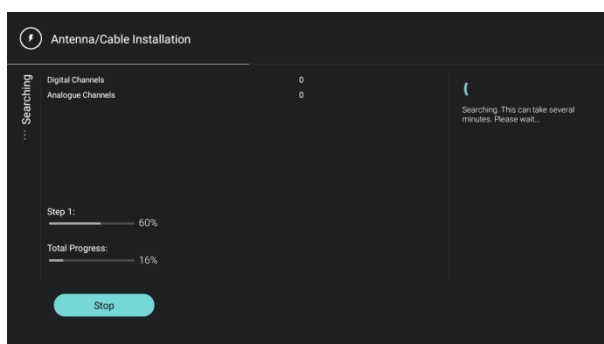 Antenna/Cable Installation
... Searching
Digital Channels 0
Analogue Channels 0
Searching. This can take several
minutes. Please wait...
Step 1:
60%
Total Progress:
16%
Stop